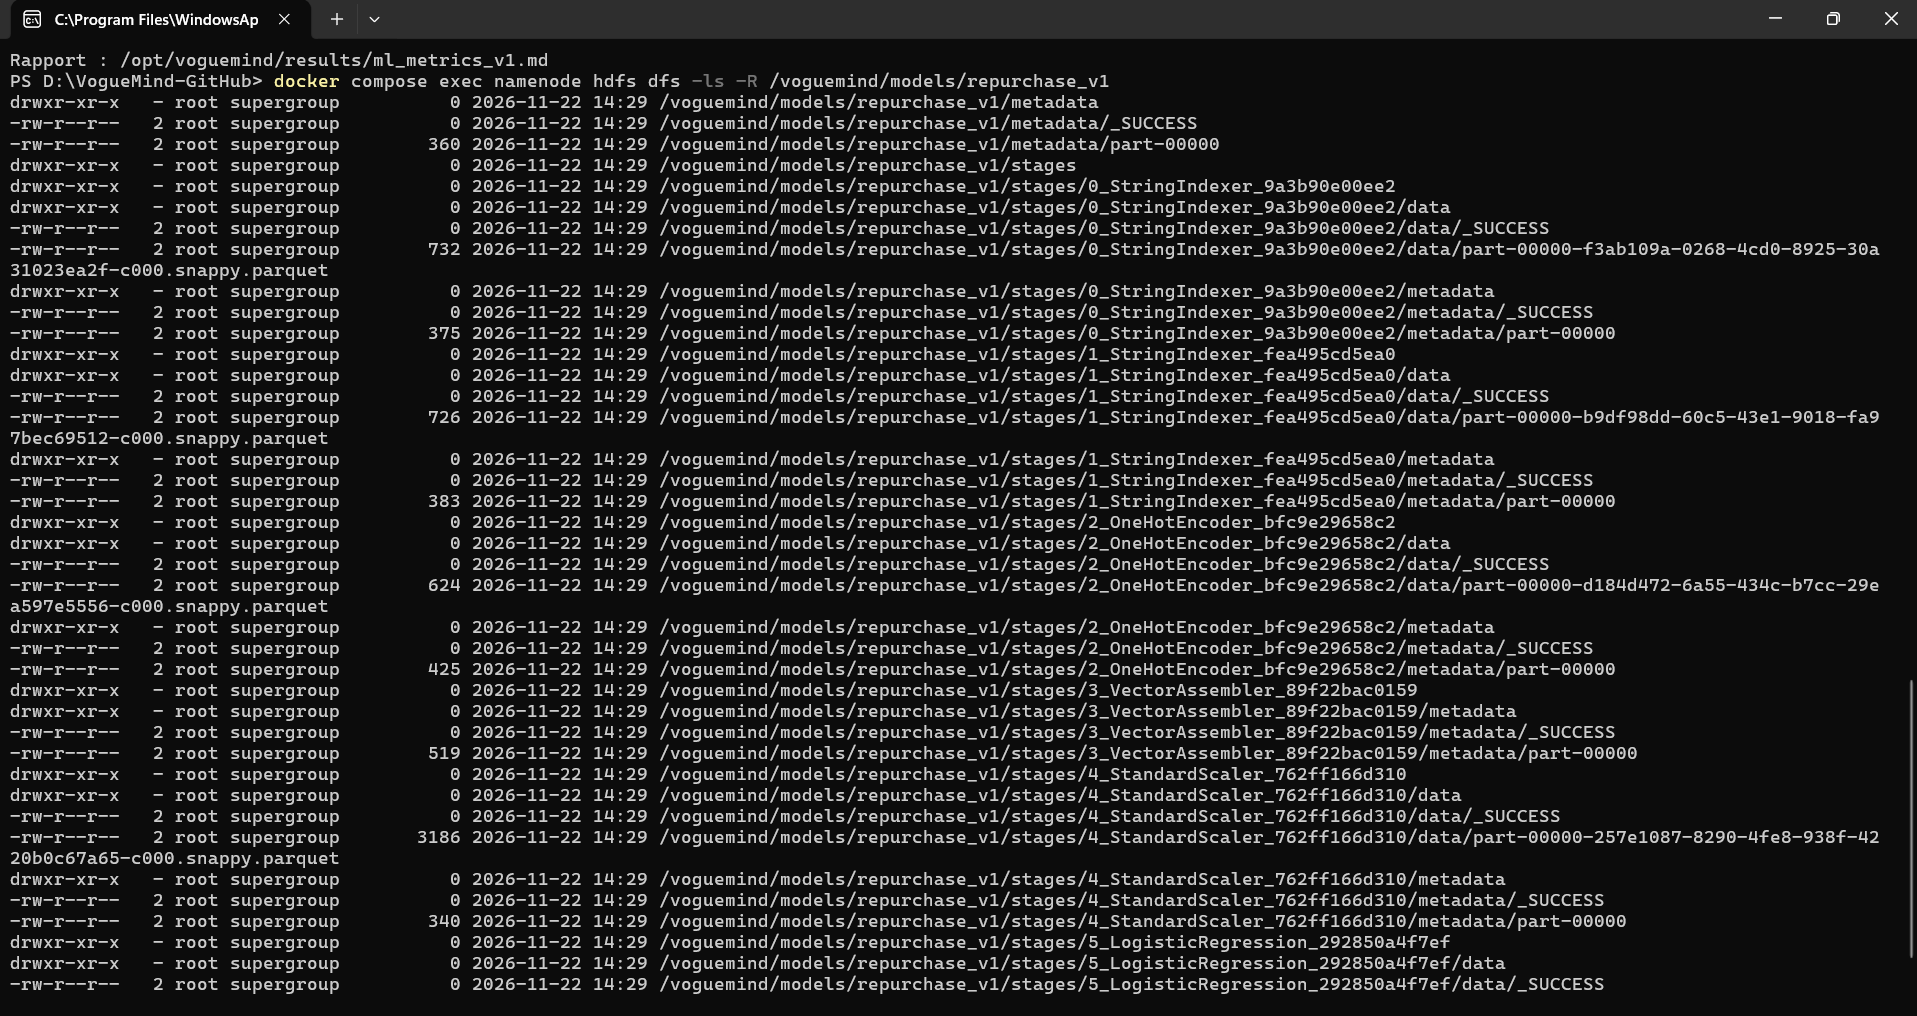 C:\Program Files\WindowsAp
Rapport : /opt/voguemind/results/ml_metrics_v1.md
PS D:\VogueMind-GitHub> docker compose exec namenode hdfs dfs -ls -R /voguemind/models/repurchase_v1
drwxr-xr-x   - root supergroup          0 2026-11-22 14:29 /voguemind/models/repurchase_v1/metadata
-rw-r--r--   2 root supergroup          0 2026-11-22 14:29 /voguemind/models/repurchase_v1/metadata/_SUCCESS
-rw-r--r--   2 root supergroup        360 2026-11-22 14:29 /voguemind/models/repurchase_v1/metadata/part-00000
drwxr-xr-x   - root supergroup          0 2026-11-22 14:29 /voguemind/models/repurchase_v1/stages
drwxr-xr-x   - root supergroup          0 2026-11-22 14:29 /voguemind/models/repurchase_v1/stages/0_StringIndexer_9a3b90e00ee2
drwxr-xr-x   - root supergroup          0 2026-11-22 14:29 /voguemind/models/repurchase_v1/stages/0_StringIndexer_9a3b90e00ee2/data
-rw-r--r--   2 root supergroup          0 2026-11-22 14:29 /voguemind/models/repurchase_v1/stages/0_StringIndexer_9a3b90e00ee2/data/_SUCCESS
-rw-r--r--   2 root supergroup        732 2026-11-22 14:29 /voguemind/models/repurchase_v1/stages/0_StringIndexer_9a3b90e00ee2/data/part-00000-f3ab109a-0268-4cd0-8925-30a
31023ea2f-c000.snappy.parquet
drwxr-xr-x   - root supergroup          0 2026-11-22 14:29 /voguemind/models/repurchase_v1/stages/0_StringIndexer_9a3b90e00ee2/metadata
-rw-r--r--   2 root supergroup          0 2026-11-22 14:29 /voguemind/models/repurchase_v1/stages/0_StringIndexer_9a3b90e00ee2/metadata/_SUCCESS
-rw-r--r--   2 root supergroup        375 2026-11-22 14:29 /voguemind/models/repurchase_v1/stages/0_StringIndexer_9a3b90e00ee2/metadata/part-00000
drwxr-xr-x   - root supergroup          0 2026-11-22 14:29 /voguemind/models/repurchase_v1/stages/1_StringIndexer_fea495cd5ea0
drwxr-xr-x   - root supergroup          0 2026-11-22 14:29 /voguemind/models/repurchase_v1/stages/1_StringIndexer_fea495cd5ea0/data
-rw-r--r--   2 root supergroup          0 2026-11-22 14:29 /voguemind/models/repurchase_v1/stages/1_StringIndexer_fea495cd5ea0/data/_SUCCESS
-rw-r--r--   2 root supergroup        726 2026-11-22 14:29 /voguemind/models/repurchase_v1/stages/1_StringIndexer_fea495cd5ea0/data/part-00000-b9df98dd-60c5-43e1-9018-fa9
7bec69512-c000.snappy.parquet
drwxr-xr-x   - root supergroup          0 2026-11-22 14:29 /voguemind/models/repurchase_v1/stages/1_StringIndexer_fea495cd5ea0/metadata
-rw-r--r--   2 root supergroup          0 2026-11-22 14:29 /voguemind/models/repurchase_v1/stages/1_StringIndexer_fea495cd5ea0/metadata/_SUCCESS
-rw-r--r--   2 root supergroup        383 2026-11-22 14:29 /voguemind/models/repurchase_v1/stages/1_StringIndexer_fea495cd5ea0/metadata/part-00000
drwxr-xr-x   - root supergroup          0 2026-11-22 14:29 /voguemind/models/repurchase_v1/stages/2_OneHotEncoder_bfc9e29658c2
drwxr-xr-x   - root supergroup          0 2026-11-22 14:29 /voguemind/models/repurchase_v1/stages/2_OneHotEncoder_bfc9e29658c2/data
-rw-r--r--   2 root supergroup          0 2026-11-22 14:29 /voguemind/models/repurchase_v1/stages/2_OneHotEncoder_bfc9e29658c2/data/_SUCCESS
-rw-r--r--   2 root supergroup        624 2026-11-22 14:29 /voguemind/models/repurchase_v1/stages/2_OneHotEncoder_bfc9e29658c2/data/part-00000-d184d472-6a55-434c-b7cc-29e
a597e5556-c000.snappy.parquet
drwxr-xr-x   - root supergroup          0 2026-11-22 14:29 /voguemind/models/repurchase_v1/stages/2_OneHotEncoder_bfc9e29658c2/metadata
-rw-r--r--   2 root supergroup          0 2026-11-22 14:29 /voguemind/models/repurchase_v1/stages/2_OneHotEncoder_bfc9e29658c2/metadata/_SUCCESS
-rw-r--r--   2 root supergroup        425 2026-11-22 14:29 /voguemind/models/repurchase_v1/stages/2_OneHotEncoder_bfc9e29658c2/metadata/part-00000
drwxr-xr-x   - root supergroup          0 2026-11-22 14:29 /voguemind/models/repurchase_v1/stages/3_VectorAssembler_89f22bac0159
drwxr-xr-x   - root supergroup          0 2026-11-22 14:29 /voguemind/models/repurchase_v1/stages/3_VectorAssembler_89f22bac0159/metadata
-rw-r--r--   2 root supergroup          0 2026-11-22 14:29 /voguemind/models/repurchase_v1/stages/3_VectorAssembler_89f22bac0159/metadata/_SUCCESS
-rw-r--r--   2 root supergroup        519 2026-11-22 14:29 /voguemind/models/repurchase_v1/stages/3_VectorAssembler_89f22bac0159/metadata/part-00000
drwxr-xr-x   - root supergroup          0 2026-11-22 14:29 /voguemind/models/repurchase_v1/stages/4_StandardScaler_762ff166d310
drwxr-xr-x   - root supergroup          0 2026-11-22 14:29 /voguemind/models/repurchase_v1/stages/4_StandardScaler_762ff166d310/data
-rw-r--r--   2 root supergroup          0 2026-11-22 14:29 /voguemind/models/repurchase_v1/stages/4_StandardScaler_762ff166d310/data/_SUCCESS
-rw-r--r--   2 root supergroup       3186 2026-11-22 14:29 /voguemind/models/repurchase_v1/stages/4_StandardScaler_762ff166d310/data/part-00000-257e1087-8290-4fe8-938f-42
20b0c67a65-c000.snappy.parquet
drwxr-xr-x   - root supergroup          0 2026-11-22 14:29 /voguemind/models/repurchase_v1/stages/4_StandardScaler_762ff166d310/metadata
-rw-r--r--   2 root supergroup          0 2026-11-22 14:29 /voguemind/models/repurchase_v1/stages/4_StandardScaler_762ff166d310/metadata/_SUCCESS
-rw-r--r--   2 root supergroup        340 2026-11-22 14:29 /voguemind/models/repurchase_v1/stages/4_StandardScaler_762ff166d310/metadata/part-00000
drwxr-xr-x   - root supergroup          0 2026-11-22 14:29 /voguemind/models/repurchase_v1/stages/5_LogisticRegression_292850a4f7ef
drwxr-xr-x   - root supergroup          0 2026-11-22 14:29 /voguemind/models/repurchase_v1/stages/5_LogisticRegression_292850a4f7ef/data
-rw-r--r--   2 root supergroup          0 2026-11-22 14:29 /voguemind/models/repurchase_v1/stages/5_LogisticRegression_292850a4f7ef/data/_SUCCESS